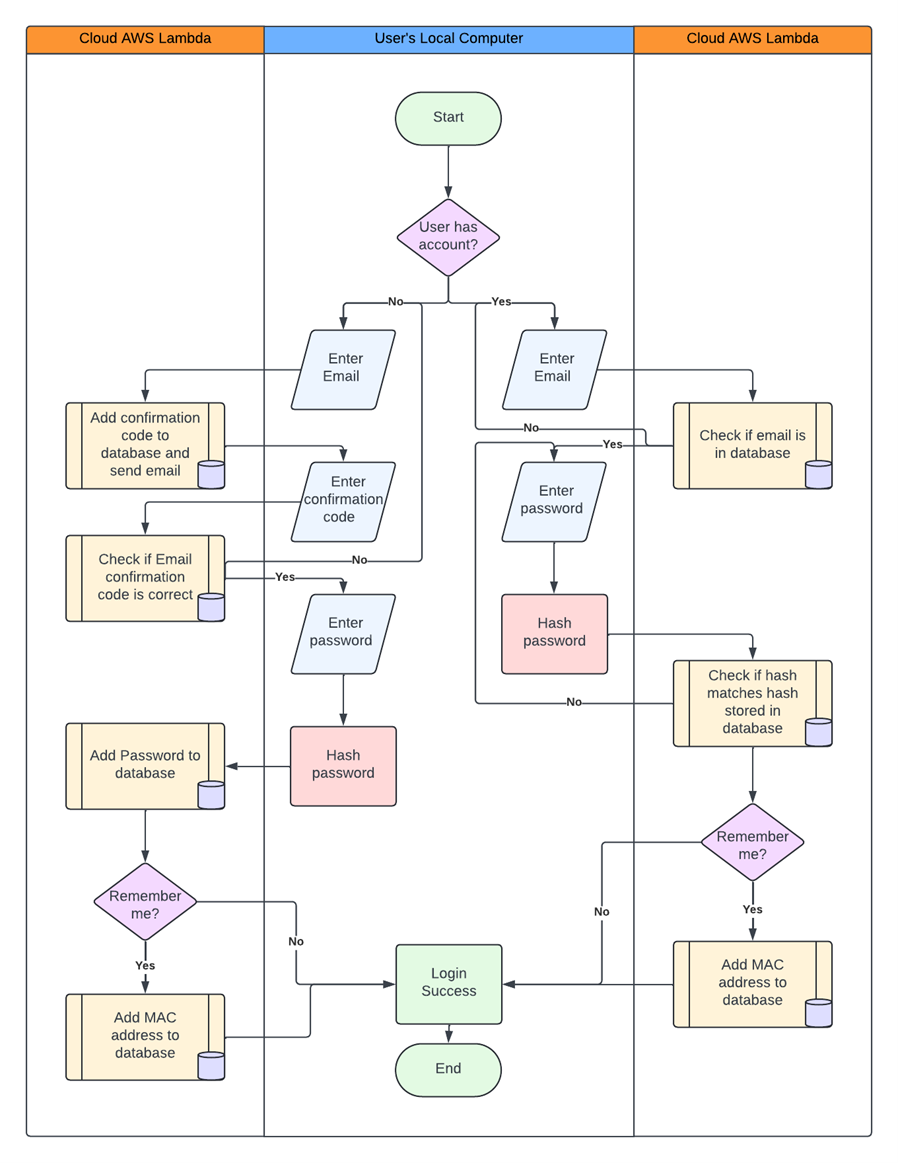 Cloud AWS Lambda
User's Local Computer
Cloud AWS Lambda
Start
User has
account?
No
Yes
Enter
Email
Enter
Email
Add confirmation
code to
database and
send email
No
Check if email is
in database
Yes
Enter
confirmation
code
Enter
password
Check if Email
confirmation
code is correct
No
Yes
Enter
password
Hash
password
Check if hash
matches hash
stored in
database
No
Add Password to
database
Hash
password
Remember
me?
Remember
me?
No
Yes
No
Yes
Login
Success
Add MAC
address to
database
Add MAC
address to
database
End